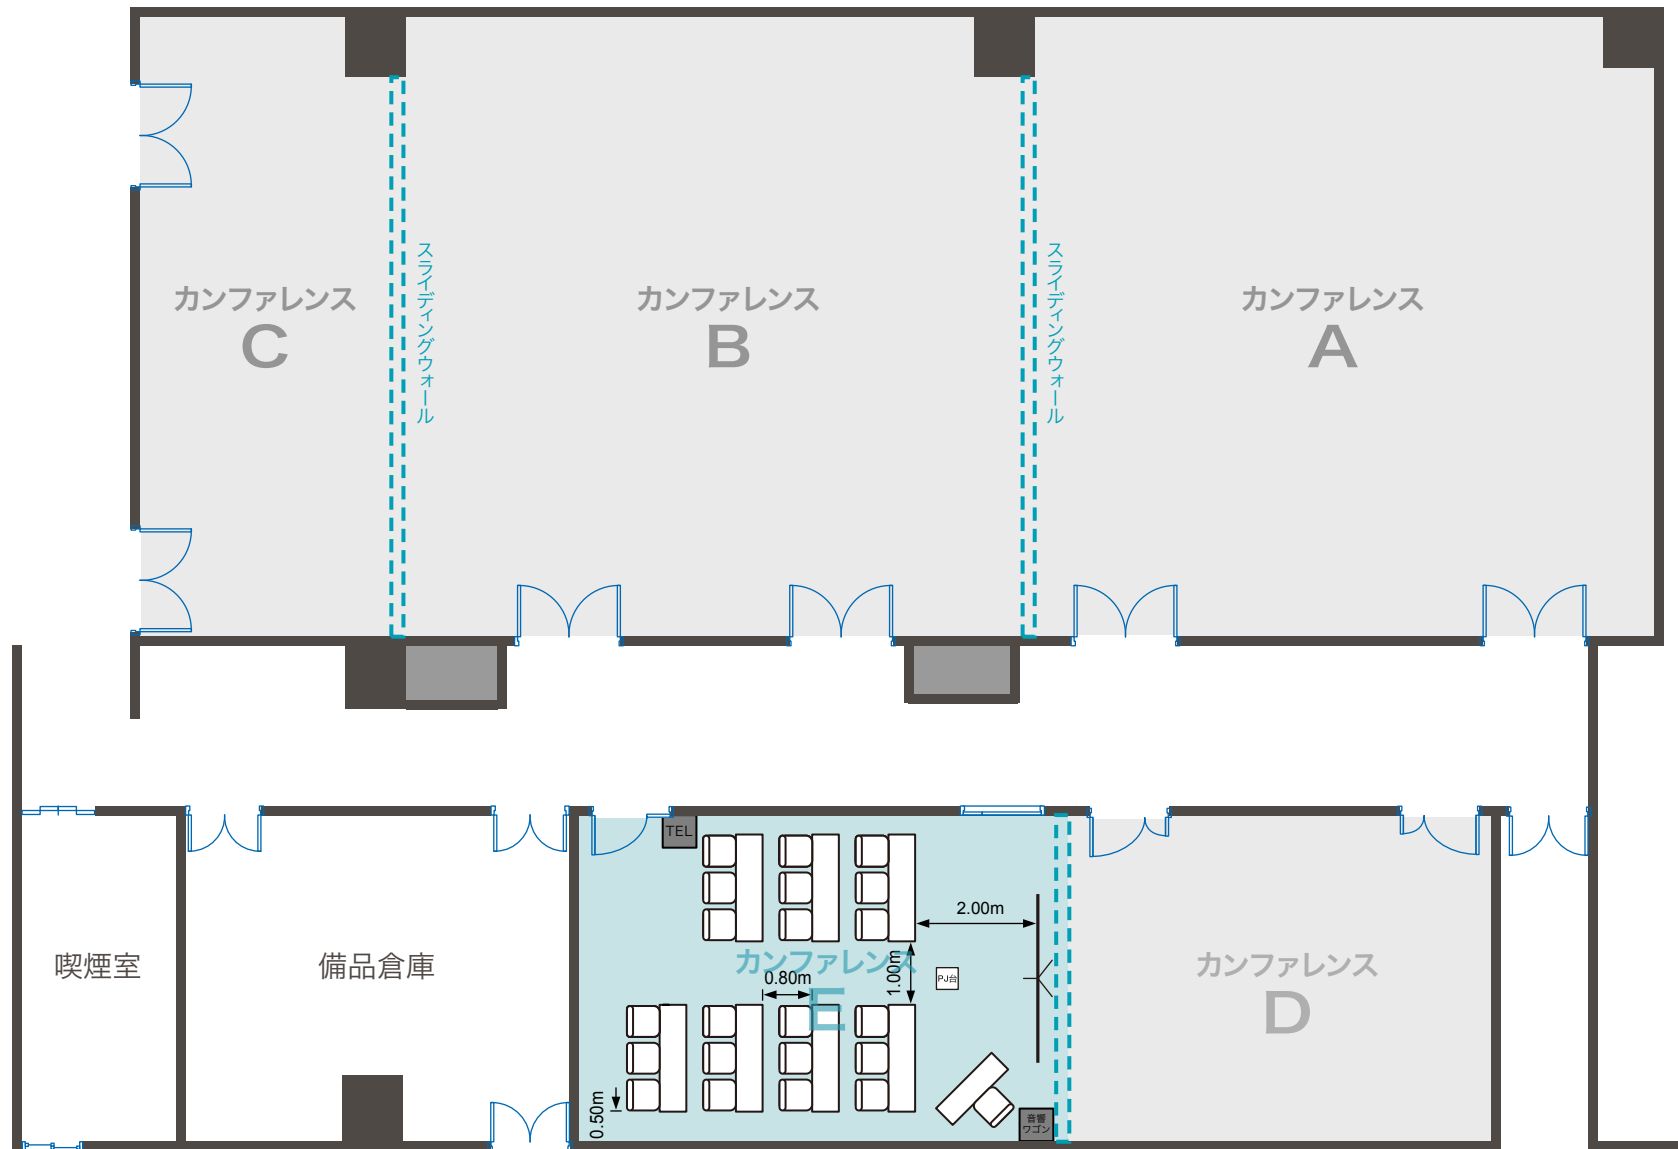 カンファレンス
C
スライディングウォール
カンファレンス
B
スライディングウォール
カンファレンス
A
喫煙室
備品倉庫
TEL
カンファレンス
E
2.00m
1.00m
0.80m
0.50m
PJ台
音響
ワゴン
カンファレンス
D